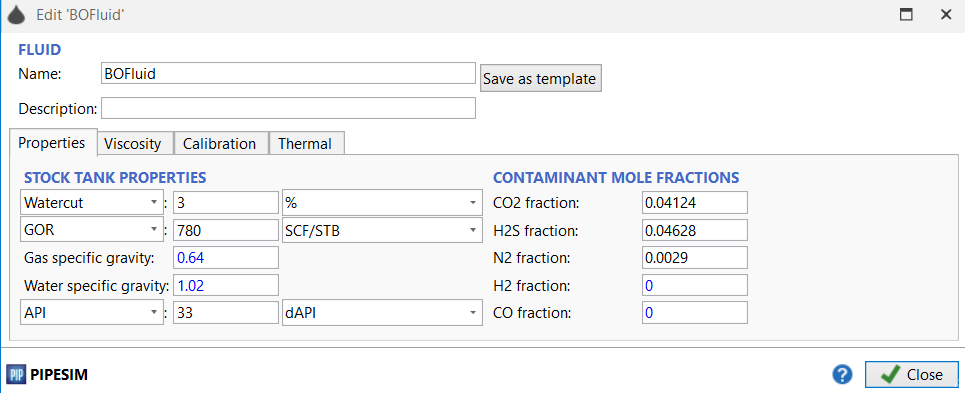 Edit 'BOFluid'
FLUID
Name: BOFluid Save as template
Description:
Properties Viscosity Calibration Thermal
STOCK TANK PROPERTIES CONTAMINANT MOLE FRACTIONS
Watercut : 3 % CO2 fraction: 0.04124
GOR : 780 SCF/STB H2S fraction: 0.04628
Gas specific gravity: 0.64 N2 fraction: 0.0029
Water specific gravity: 1.02 H2 fraction: 0
API : 33 dAPI CO fraction: 0
PIP PIPESIM ? Close